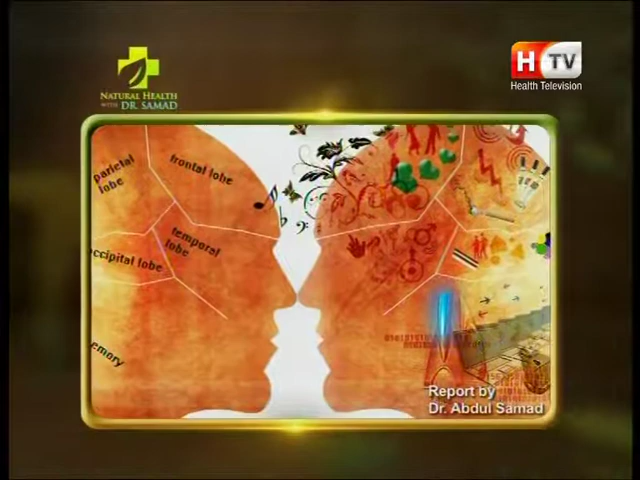 NATURAL HEALTH
WITH DR. SAMAD
H TV
Health Television
parietal
lobe
frontal lobe
temporal
lobe
occipital lobe
emory
Report by
Dr. Abdul Samad